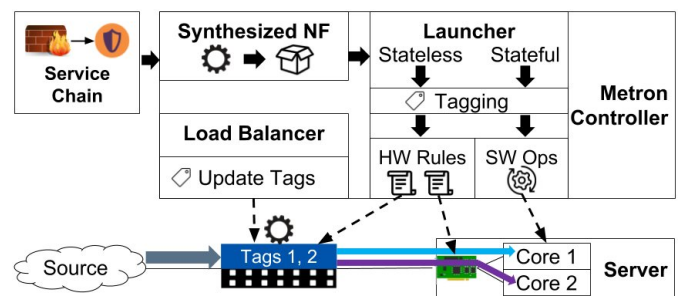 Service
Chain
Synthesized NF
Launcher
Stateless Stateful
Tagging
Metron
Controller
Load Balancer
Update Tags
HW Rules
SW Ops
Source
Tags 1, 2
Core 1
Core 2
Server